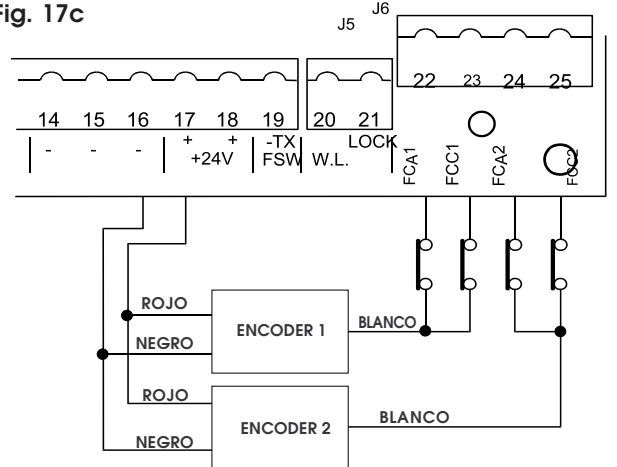 Fig. 17c
J5
J6
22 23 24 25
14 15 16 17 18 19 20 21
- - - + + -TX LOCK
+24V FSW W.L.
FCA1 FCC1 FCA2 FCC2
ROJO
ENCODER 1
BLANCO
NEGRO
ROJO
ENCODER 2
BLANCO
NEGRO